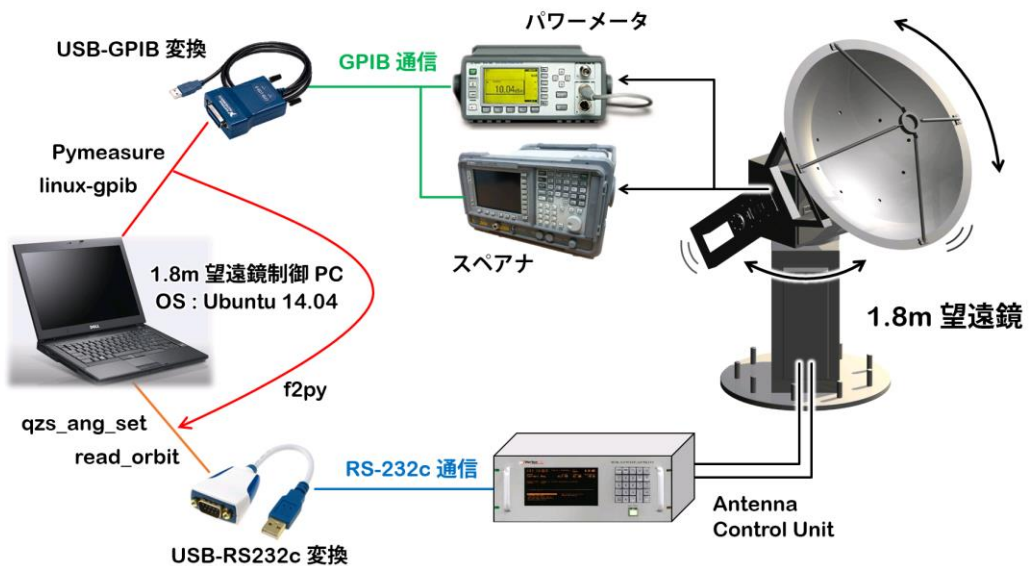 パワーメータ
USB-GPIB 変換
GPIB 通信
10.04
Pymeasure
linux-gpib
スペアナ
1.8m 望遠鏡制御 PC
OS : Ubuntu 14.04
1.8m 望遠鏡
f2py
qzs_ang_set
read_orbit
RS-232c 通信
Antenna
Control Unit
USB-RS232c 変換